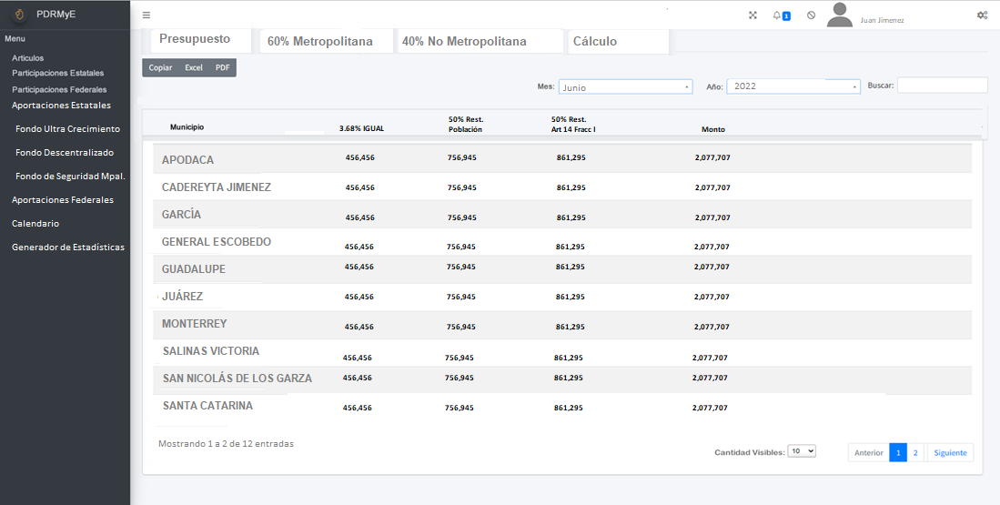 PDRMyE
1
Juan Jimenez
Menu
Articulos
Participaciones Estatales
Participaciones Federales
Aportaciones Estatales
Fondo Ultra Crecimiento
Fondo Descentralizado
Fondo de Seguridad Mpal.
Aportaciones Federales
Calendario
Generador de Estadísticas
Presupuesto 60% Metropolitana 40% No Metropolitana Cálculo
Copiar Excel PDF
Mes: Junio Año: 2022 Buscar:
Municipio 3.68% IGUAL 50% Rest. Población 50% Rest. Art 14 Fracc I Monto
APODACA 456,456 756,945 861,295 2,077,707
CADEREYTA JIMENEZ 456,456 756,945 861,295 2,077,707
GARCÍA 456,456 756,945 861,295 2,077,707
GENERAL ESCOBEDO 456,456 756,945 861,295 2,077,707
GUADALUPE 456,456 756,945 861,295 2,077,707
JUÁREZ 456,456 756,945 861,295 2,077,707
MONTERREY 456,456 756,945 861,295 2,077,707
SALINAS VICTORIA 456,456 756,945 861,295 2,077,707
SAN NICOLÁS DE LOS GARZA 456,456 756,945 861,295 2,077,707
SANTA CATARINA 456,456 756,945 861,295 2,077,707
Mostrando 1 a 2 de 12 entradas
Cantidad Visibles: 10 Anterior 1 2 Siguiente